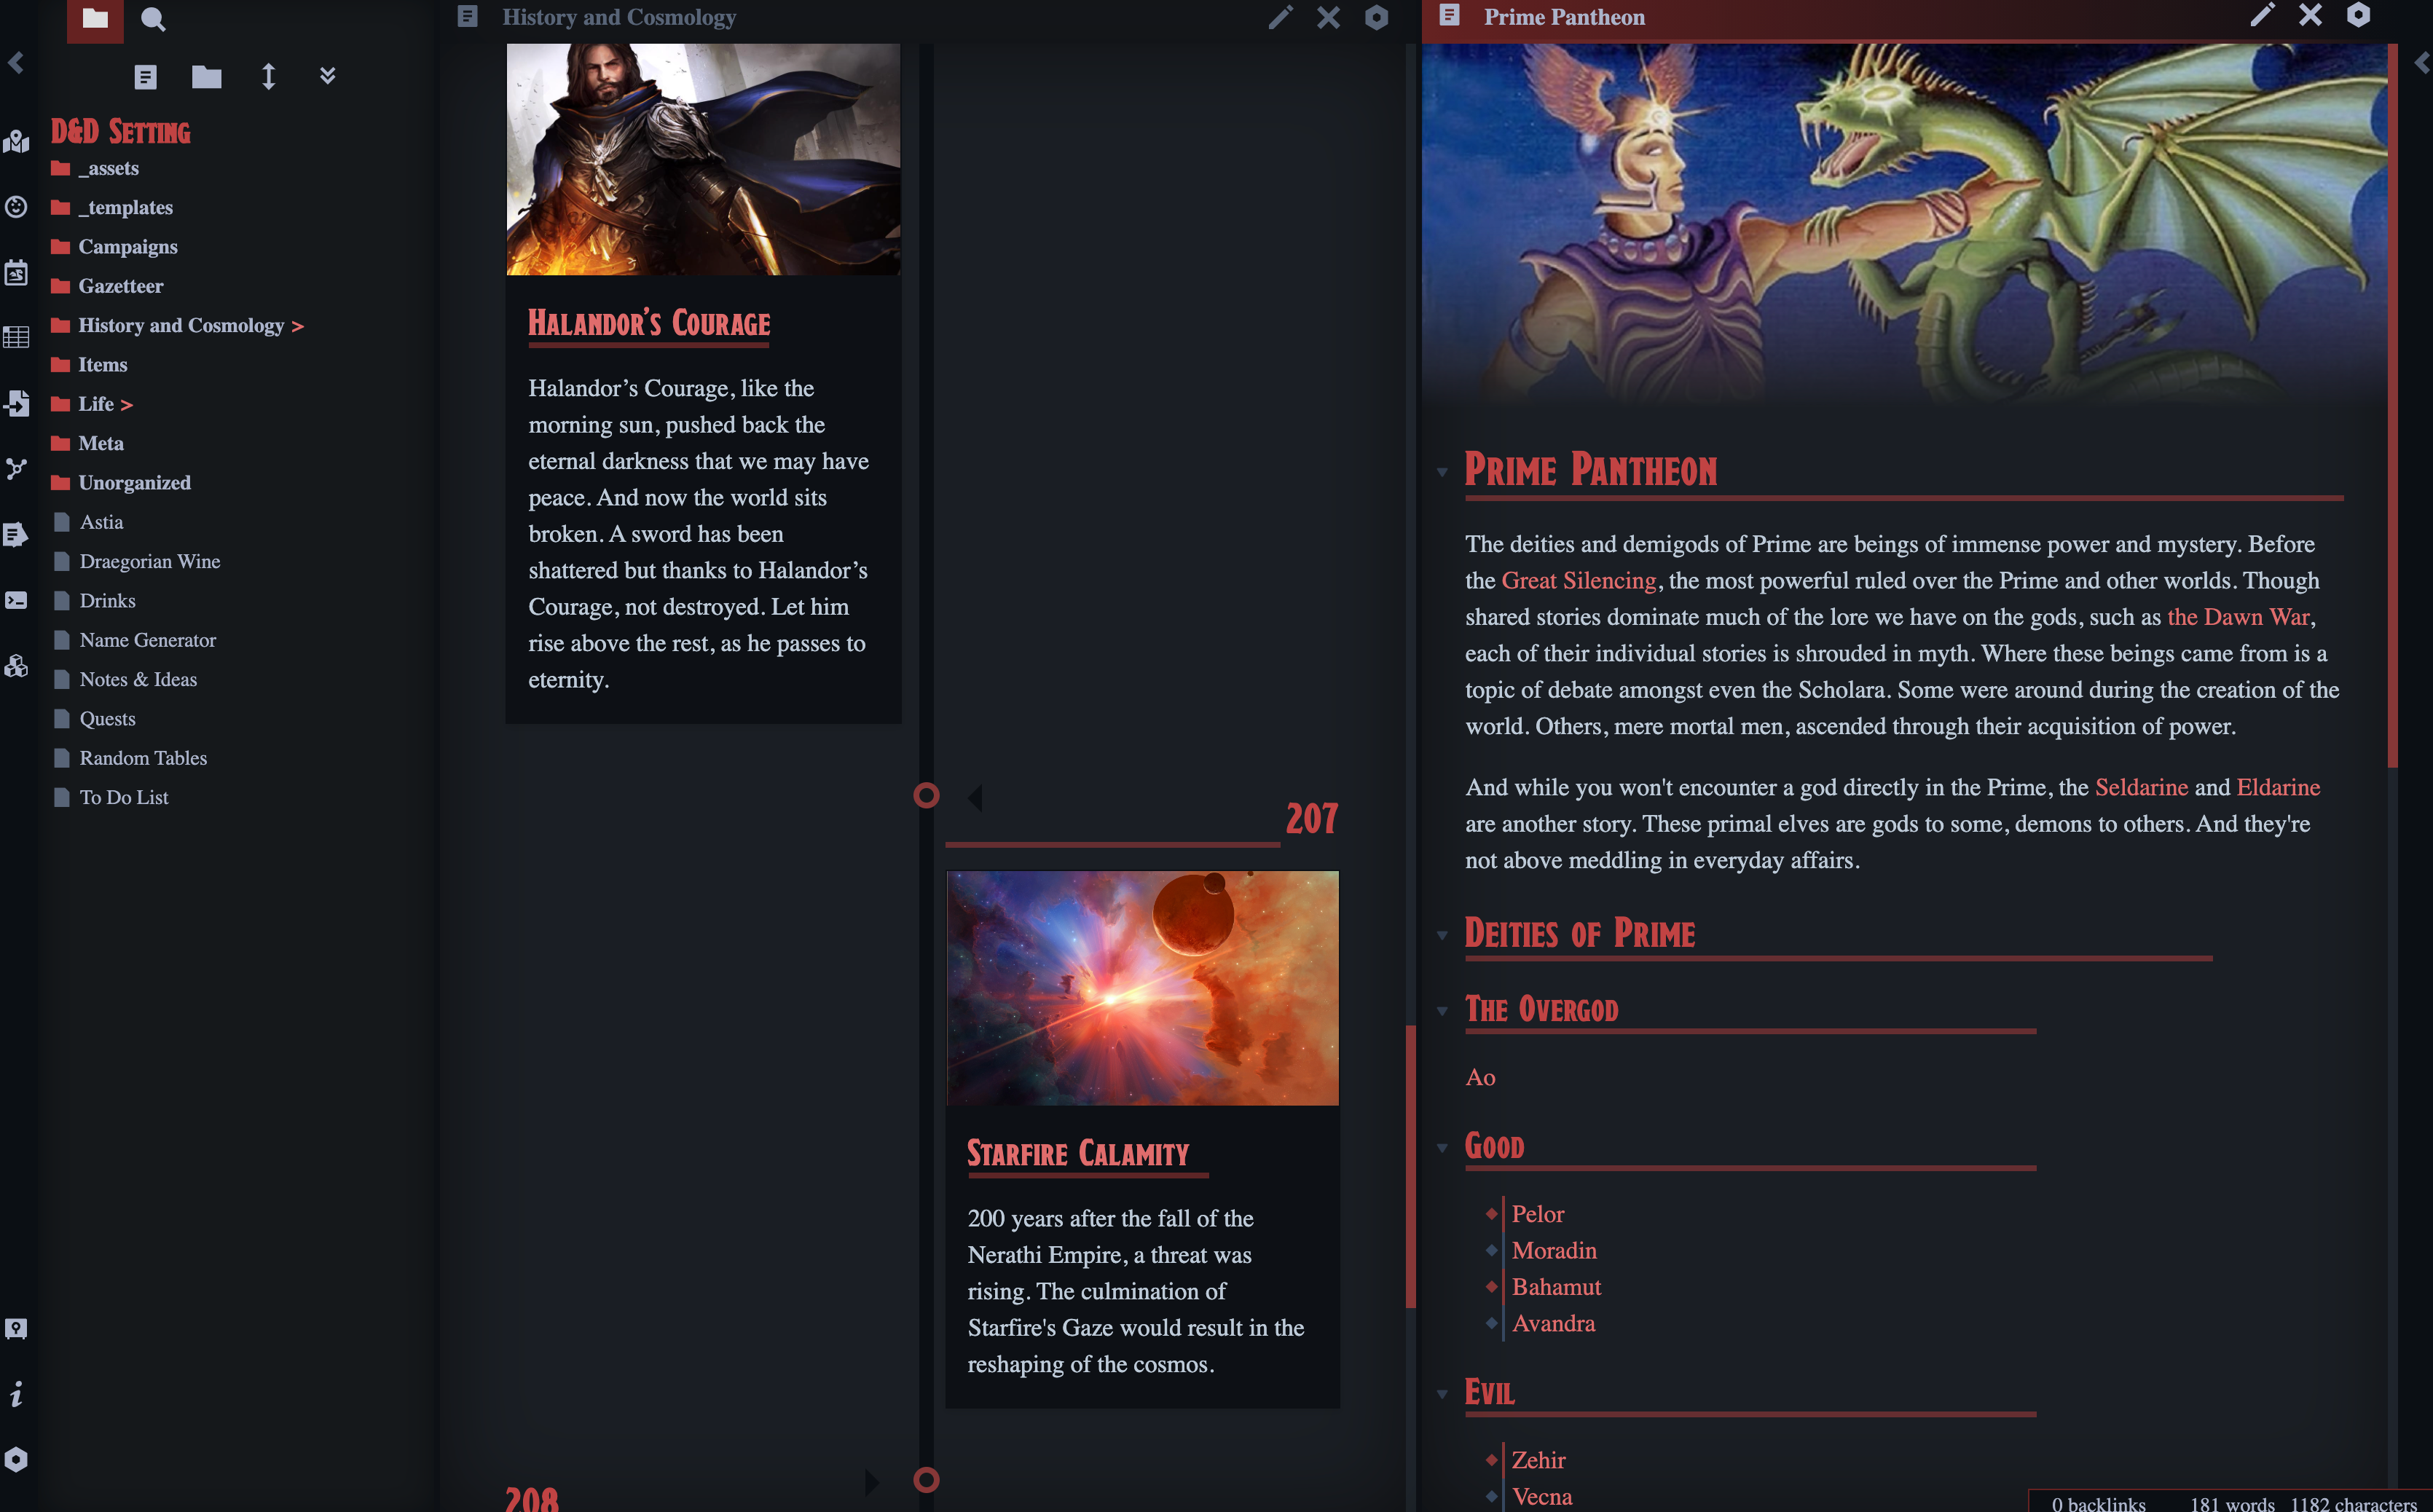 D&D Setting
_assets
_templates
Campaigns
Gazetteer
History and Cosmology >
Items
Life >
Meta
Unorganized
Astia
Draegorian Wine
Drinks
Name Generator
Notes & Ideas
Quests
Random Tables
To Do List
History and Cosmology
Halandor’s Courage
Halandor’s Courage, like the
morning sun, pushed back the
eternal darkness that we may have
peace. And now the world sits
broken. A sword has been
shattered but thanks to Halandor’s
Courage, not destroyed. Let him
rise above the rest, as he passes to
eternity.
207
Starfire Calamity
200 years after the fall of the
Nerathi Empire, a threat was
rising. The culmination of
Starfire's Gaze would result in the
reshaping of the cosmos.
208
Prime Pantheon
Prime Pantheon
The deities and demigods of Prime are beings of immense power and mystery. Before
the Great Silencing, the most powerful ruled over the Prime and other worlds. Though
shared stories dominate much of the lore we have on the gods, such as the Dawn War,
each of their individual stories is shrouded in myth. Where these beings came from is a
topic of debate amongst even the Scholara. Some were around during the creation of the
world. Others, mere mortal men, ascended through their acquisition of power.
And while you won't encounter a god directly in the Prime, the Seldarine and Eldarine
are another story. These primal elves are gods to some, demons to others. And they're
not above meddling in everyday affairs.
Deities of Prime
The Overgod
Ao
Good
Pelor
Moradin
Bahamut
Avandra
Evil
Zehir
Vecna
0 backlinks 181 words 1182 characters